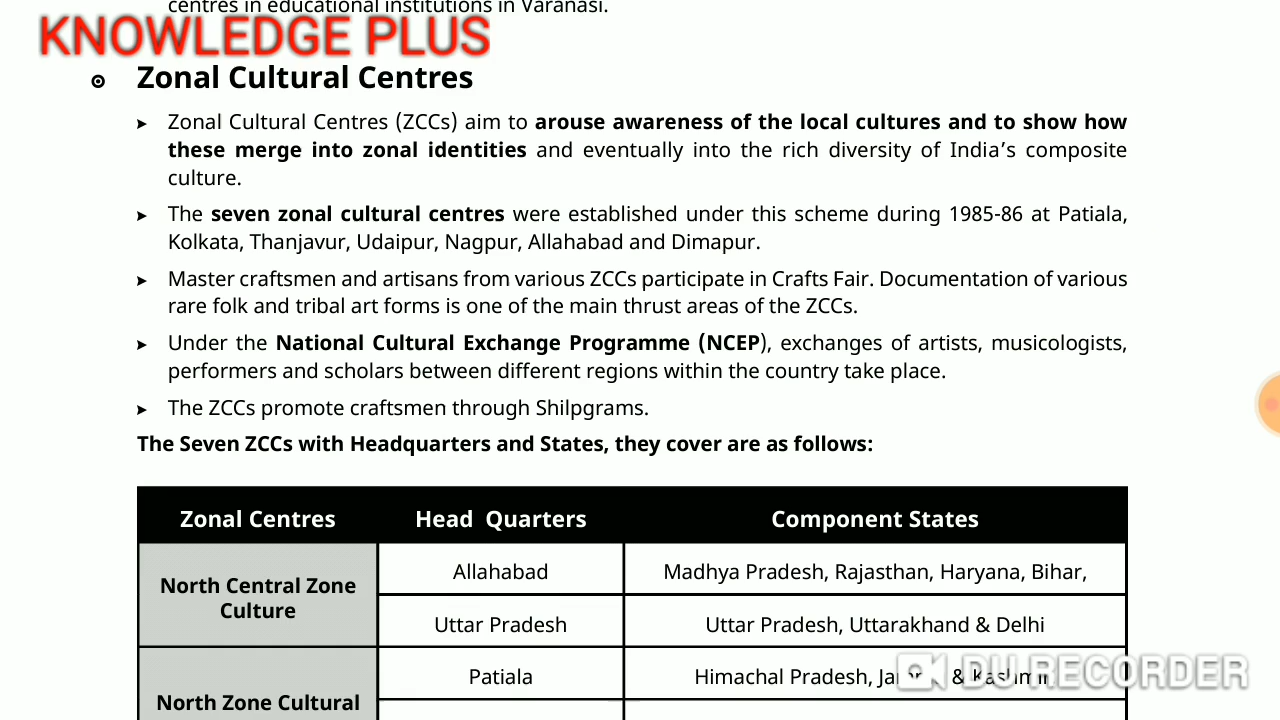 centres in educational institutions in Varanasi.
KNOWLEDGE PLUS
Zonal Cultural Centres
Zonal Cultural Centres (ZCCs) aim to arouse awareness of the local cultures and to show how
these merge into zonal identities and eventually into the rich diversity of India’s composite
culture.
The seven zonal cultural centres were established under this scheme during 1985-86 at Patiala,
Kolkata, Thanjavur, Udaipur, Nagpur, Allahabad and Dimapur.
Master craftsmen and artisans from various ZCCs participate in Crafts Fair. Documentation of various
rare folk and tribal art forms is one of the main thrust areas of the ZCCs.
Under the National Cultural Exchange Programme (NCEP), exchanges of artists, musicologists,
performers and scholars between different regions within the country take place.
The ZCCs promote craftsmen through Shilpgrams.
The Seven ZCCs with Headquarters and States, they cover are as follows:
Zonal Centres Head Quarters Component States
North Central Zone
Culture
Allahabad Madhya Pradesh, Rajasthan, Haryana, Bihar,
Uttar Pradesh Uttar Pradesh, Uttarakhand & Delhi
Patiala Himachal Pradesh, Jammu & Kashmir,
DU RECORDER
North Zone Cultural